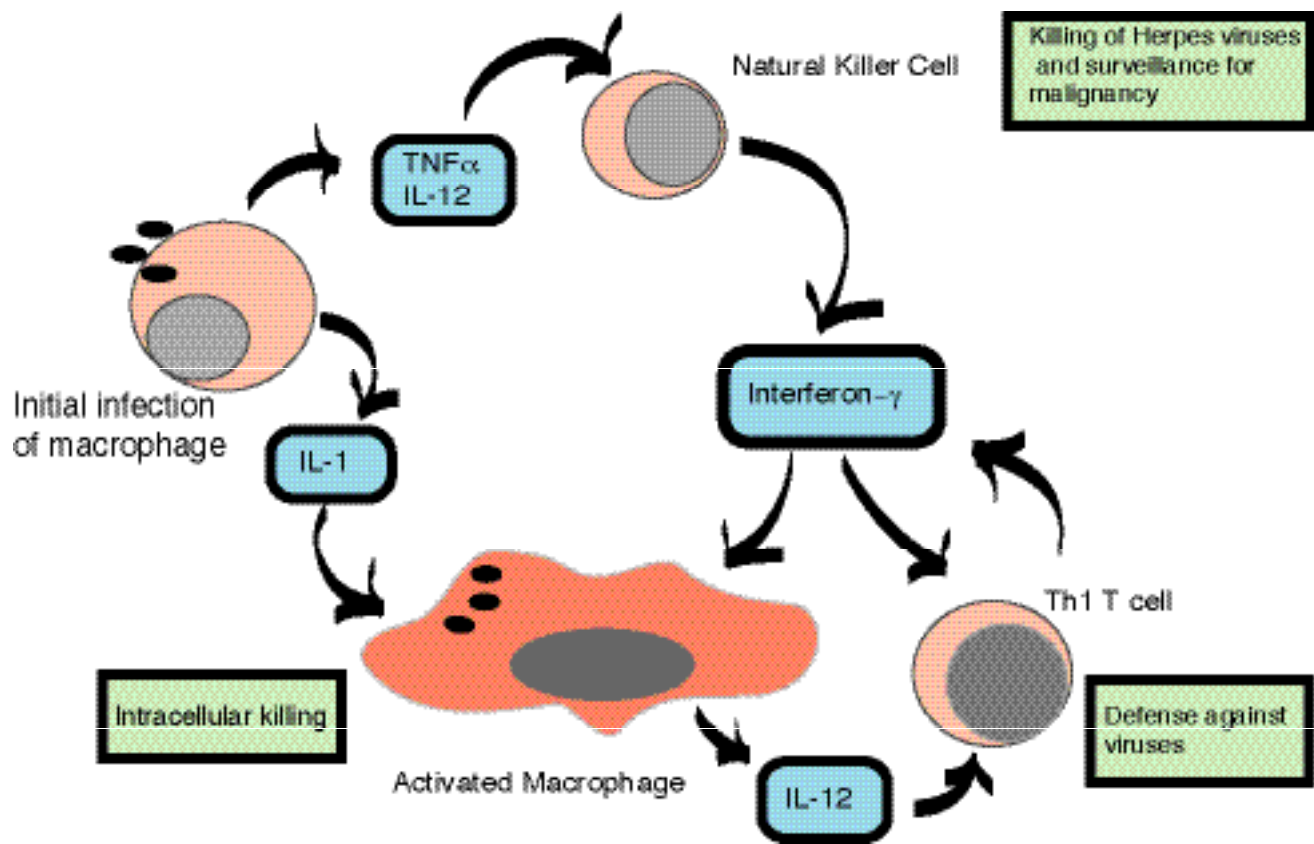 Killing of Herpes viruses
and surveillance for
malignancy
Natural Killer Cell
TNFα
IL-12
Initial infection
of macrophage
Interferon-γ
IL-1
Th1 T cell
Intracellular killing
Defense against
viruses
Activated Macrophage
IL-12